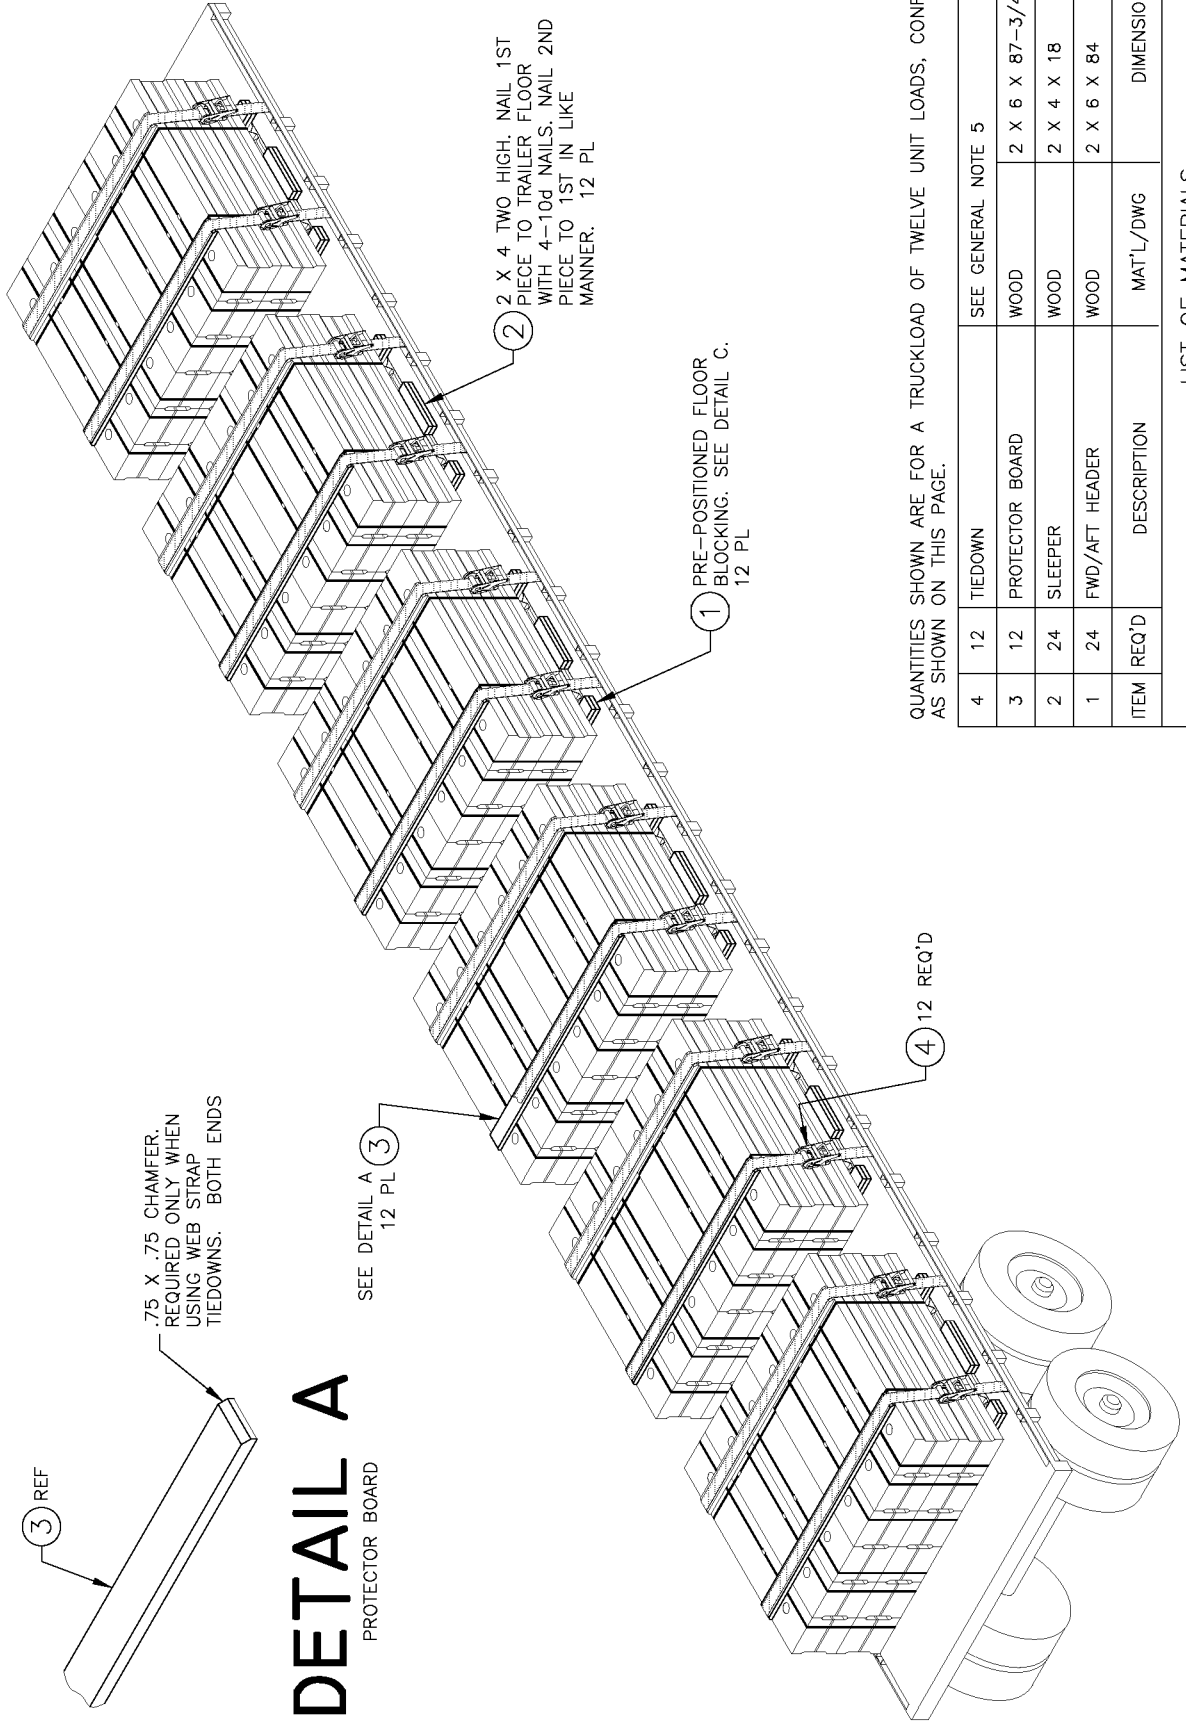 3 REF
.75 X .75 CHAMFER.
REQUIRED ONLY WHEN
USING WEB STRAP
TIEDOWNS. BOTH ENDS
DETAIL A
PROTECTOR BOARD
SEE DETAIL A
12 PL
3
2
2 X 4 TWO HIGH. NAIL 1ST
PIECE TO TRAILER FLOOR
WITH 4-10d NAILS. NAIL 2ND
PIECE TO 1ST IN LIKE
MANNER. 12 PL
1
PRE-POSITIONED FLOOR
BLOCKING. SEE DETAIL C.
12 PL
4 12 REQ'D
QUANTITIES SHOWN ARE FOR A TRUCKLOAD OF TWELVE UNIT LOADS,
AS SHOWN ON THIS PAGE.
4 12 TIEDOWN SEE GENERAL NOTE 5
3 12 PROTECTOR BOARD WOOD 2 X 6 X 87-3/4
2 24 SLEEPER WOOD 2 X 4 X 18
1 24 FWD/AFT HEADER WOOD 2 X 6 X 84
ITEM REQ'D DESCRIPTION MAT'L/DWG